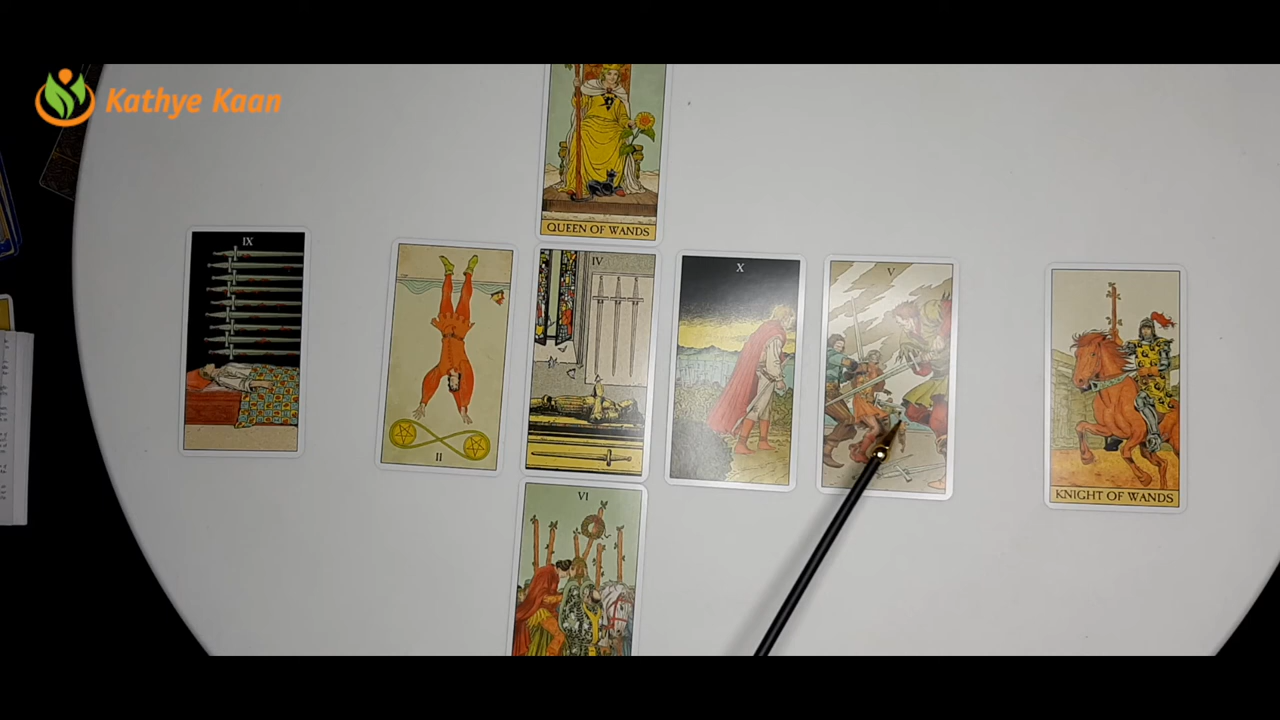 Kathye Kaan
QUEEN OF WANDS
IX
II
IV
X
V
KNIGHT OF WANDS
VI